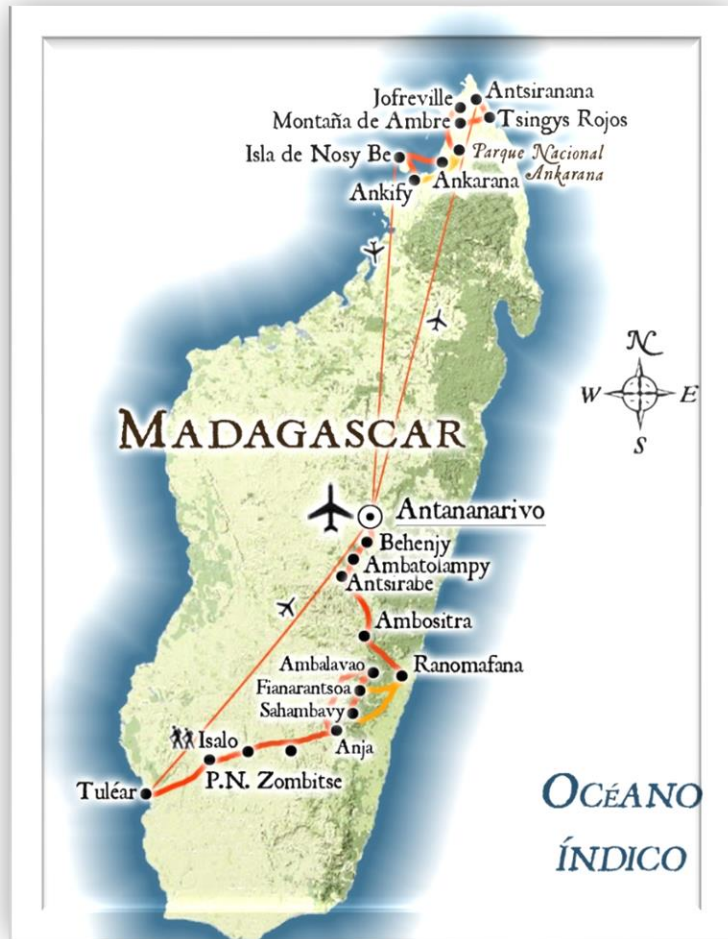 Antsiranana
Jofreville
Montaña de Ambre
Tsingys Rojos
Isla de Nosy Be
Parque Nacional
Ankarana
Ankarana
Ankify
N
W
E
S
MADAGASCAR
Antananarivo
Behenjy
Ambatolampy
Antsirabe
Ambositra
Ambalavao
Ranomafana
Fianarantsoa
Sahambavy
Isalo
Anja
P.N. Zombitse
Tuléar
OCÉANO
ÍNDICO